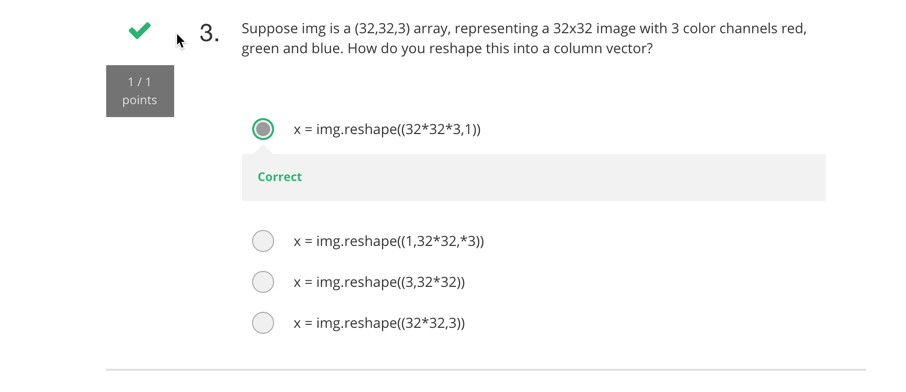 3. Suppose img is a (32,32,3) array, representing a 32x32 image with 3 color channels red,
green and blue. How do you reshape this into a column vector?
1 / 1
points
x = img.reshape((32*32*3,1))
Correct
x = img.reshape((1,32*32,*3))
x = img.reshape((3,32*32))
x = img.reshape((32*32,3))